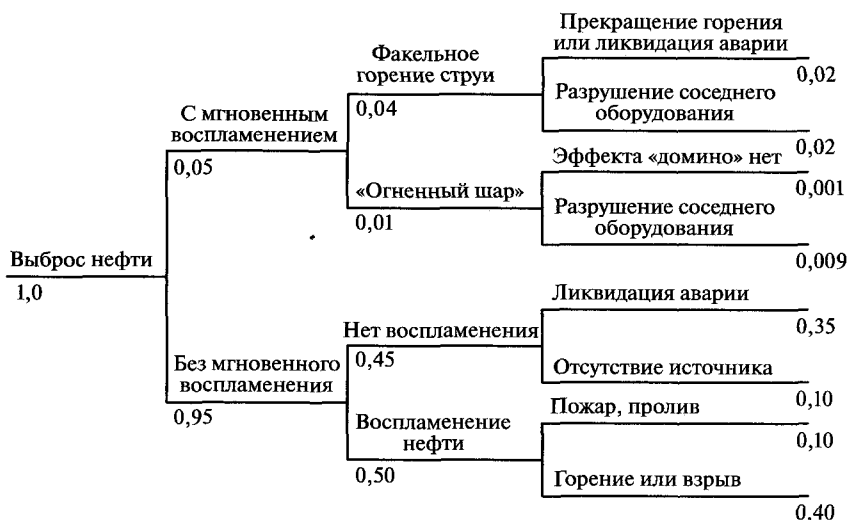 Прекращение горения
или ликвидация аварии
0,02
Факельное
горение струи
0,04
Разрушение соседнего
оборудования
0,02
С мгновенным
воспламенением
0,05
Эффекта «домино» нет
0,001
«Огненный шар»
0,01
Разрушение соседнего
оборудования
0,009
Выброс нефти
1,0
Ликвидация аварии
0,35
Нет воспламенения
0,45
Отсутствие источника
0,10
Без мгновенного
воспламенения
0,95
Пожар, пролив
0,10
Воспламенение
нефти
0,50
Горение или взрыв
0,40